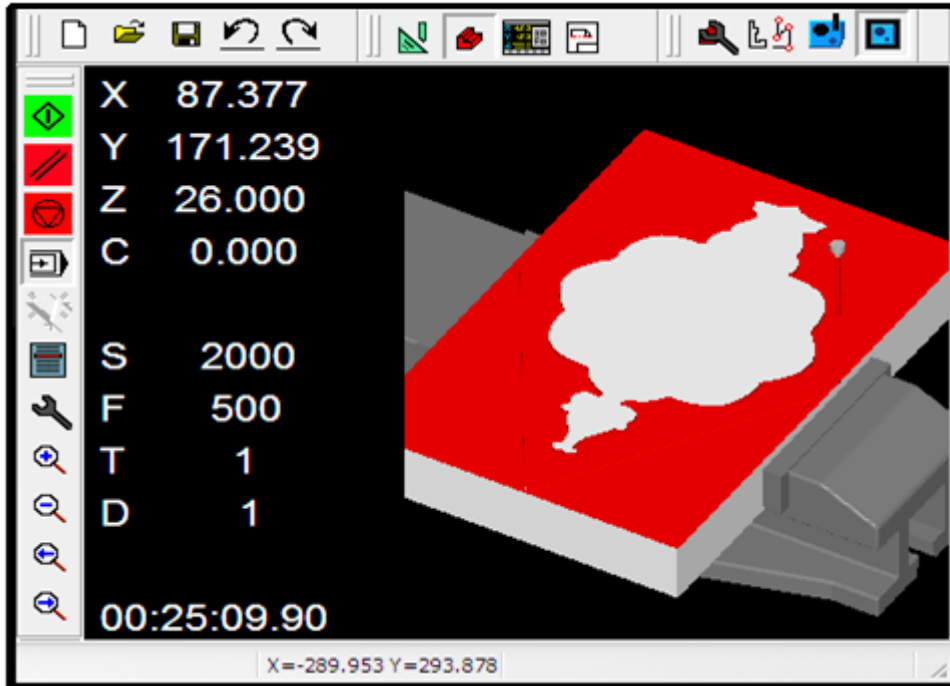 X 87.377
Y 171.239
Z 26.000
C 0.000
S 2000
F 500
T 1
D 1
00:25:09.90
X=-289.953 Y=293.878